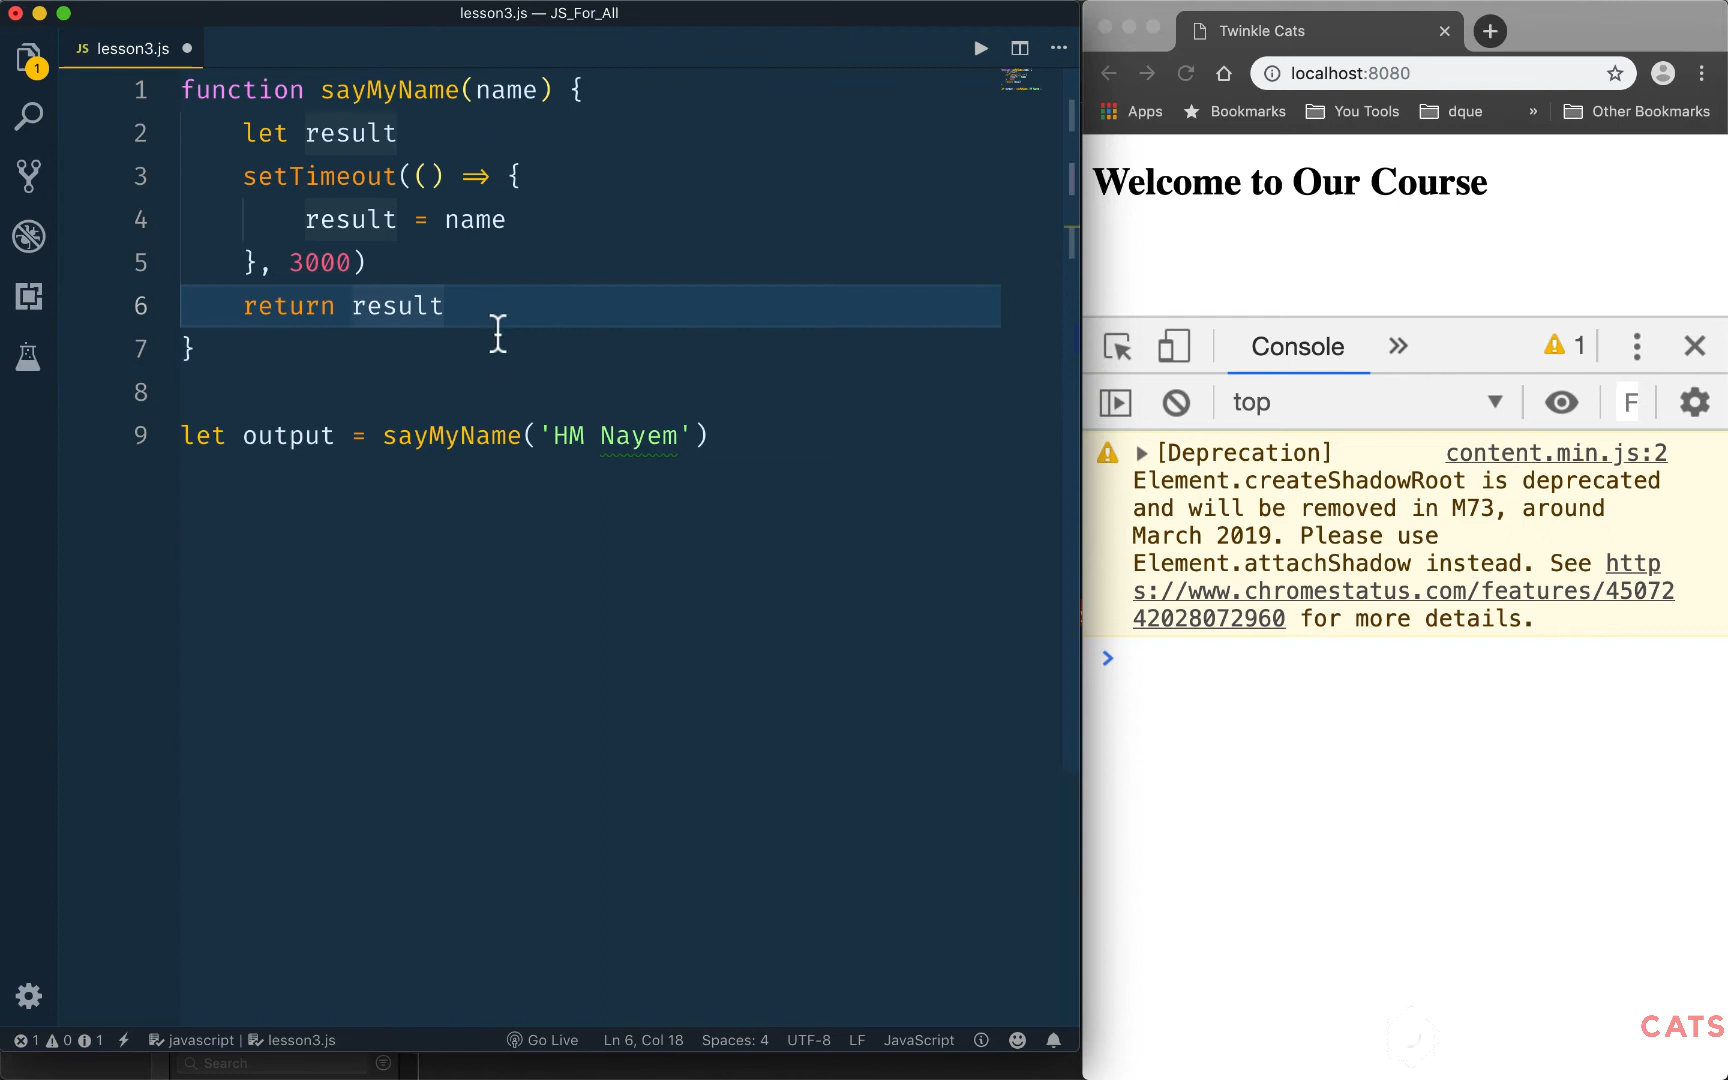 lesson3.js — JS_For_All
JS lesson3.js
1 function sayMyName(name) {
2 let result
3 setTimeout(() ⇒ {
4 result = name
5 }, 3000)
6 return result
7 }
8
9 let output = sayMyName('HM Nayem')
1
1 0 1 javascript | lesson3.js Go Live Ln 6, Col 18 Spaces: 4 UTF-8 LF JavaScript
Search
Twinkle Cats
localhost:8080
Apps Bookmarks You Tools dque » Other Bookmarks
Welcome to Our Course
Console 1
top F
[Deprecation] content.min.js:2
Element.createShadowRoot is deprecated
and will be removed in M73, around
March 2019. Please use
Element.attachShadow instead. See http
s://www.chromestatus.com/features/45072
42028072960 for more details.
CATS